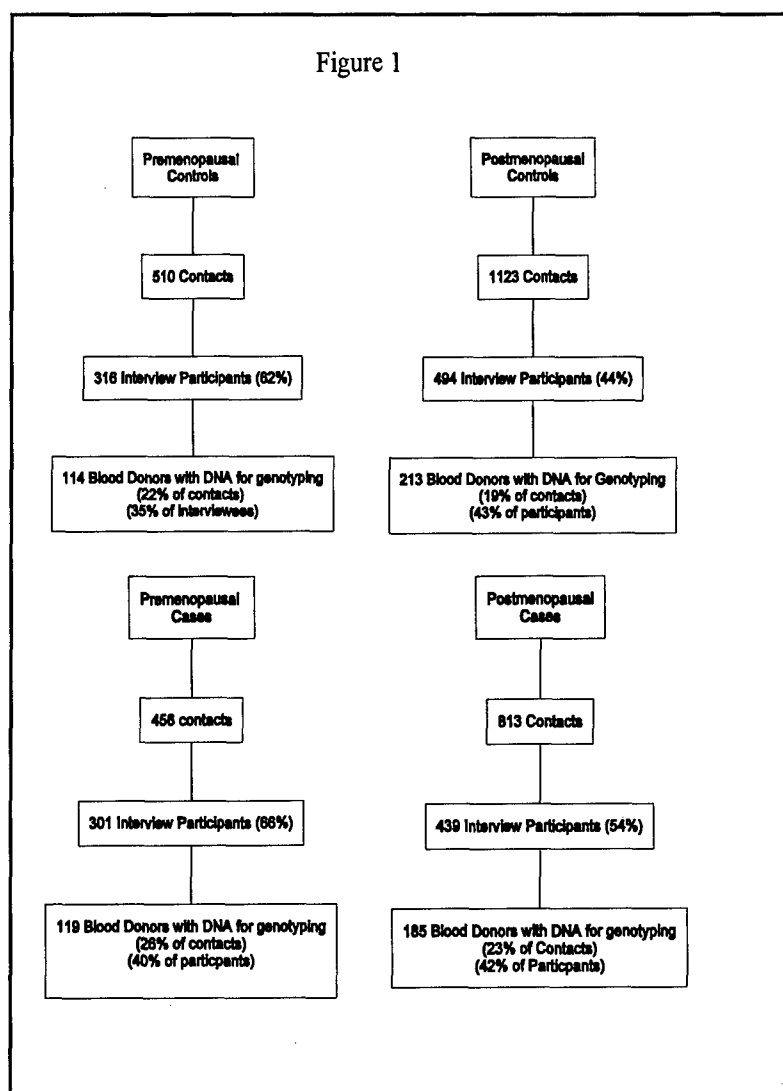 Figure 1
Premenopausal
Controls
510 Contacts
316 Interview Participants (62%)
114 Blood Donors with DNA for genotyping
(22% of contacts)
(35% of Interviewees)
Postmenopausal
Controls
1123 Contacts
494 Interview Participants (44%)
213 Blood Donors with DNA for Genotyping
(19% of contacts)
(43% of participants)
Premenopausal
Cases
458 contacts
301 Interview Participants (66%)
119 Blood Donors with DNA for genotyping
(26% of contacts)
(40% of particpants)
Postmenopausal
Cases
813 Contacts
439 Interview Participants (54%)
185 Blood Donors with DNA for genotyping
(23% of Contacts)
(42% of Particpants)